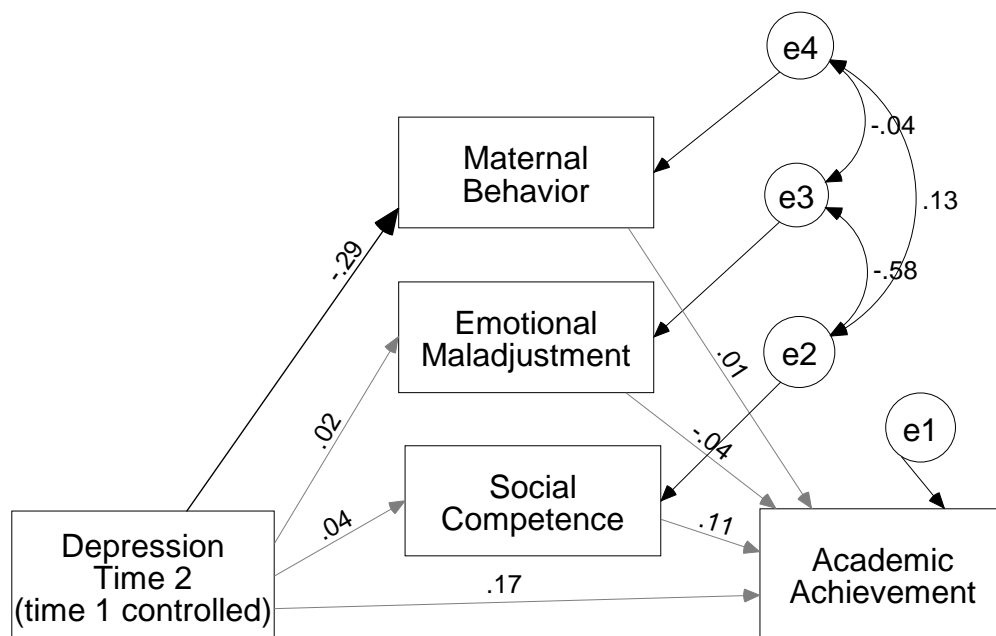 e4
-.04
Maternal
Behavior
e3
.13
-.29
-.58
Emotional
Maladjustment
e2
.01
.02
-.04
e1
Social
Competence
.04
.11
Depression
Time 2
(time 1 controlled)
.17
Academic
Achievement